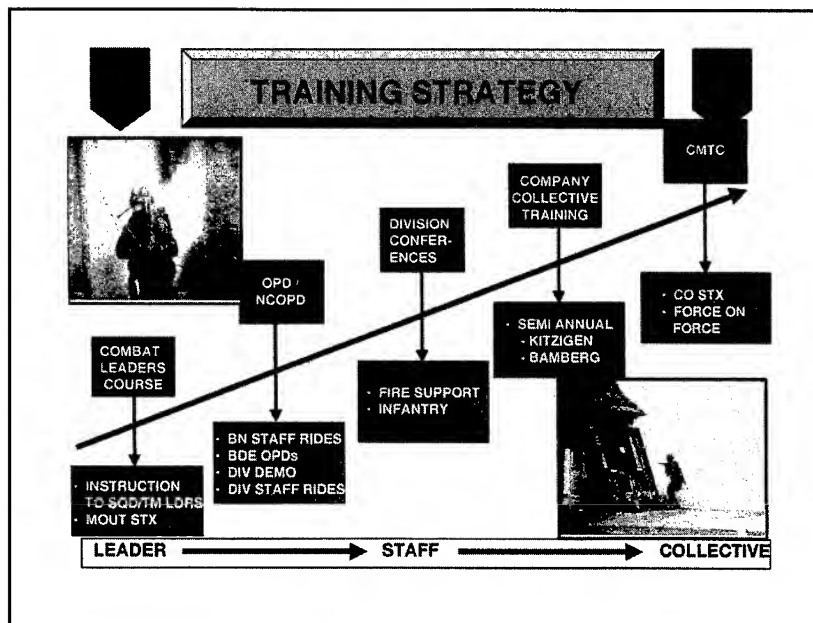 TRAINING STRATEGY
CMTC
COMPANY
COLLECTIVE
TRAINING
DIVISION
CONFER-
ENCES
OPD /
NCOPD
COMBAT
LEADERS
COURSE
· CO STX
· FORCE ON
FORCE
· SEMI ANNUAL
- KITZIGEN
- BAMBERG
· FIRE SUPPORT
· INFANTRY
· BN STAFF RIDES
· BDE OPDs
· DIV DEMO
· DIV STAFF RIDES
· INSTRUCTION
TO SQD/TM LDRS
· MOUT STX
LEADER STAFF COLLECTIVE